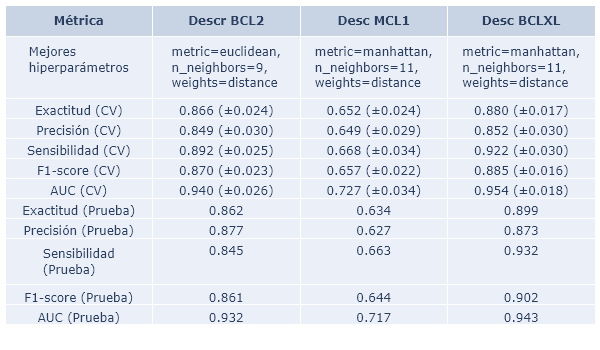 Métrica Descr BCL2 Desc MCL1 Desc BCLXL
Mejores metric=euclidean, metric=manhattan, metric=manhattan,
hiperparámetros n_neighbors=9, n_neighbors=11, n_neighbors=11,
weights=distance weights=distance weights=distance
Exactitud (CV) 0.866 (±0.024) 0.652 (±0.024) 0.880 (±0.017)
Precisión (CV) 0.849 (±0.030) 0.649 (±0.029) 0.852 (±0.030)
Sensibilidad (CV) 0.892 (±0.025) 0.668 (±0.034) 0.922 (±0.030)
F1-score (CV) 0.870 (±0.023) 0.657 (±0.022) 0.885 (±0.016)
AUC (CV) 0.940 (±0.026) 0.727 (±0.034) 0.954 (±0.018)
Exactitud (Prueba) 0.862 0.634 0.899
Precisión (Prueba) 0.877 0.627 0.873
Sensibilidad 0.845 0.663 0.932
(Prueba)
F1-score (Prueba) 0.861 0.644 0.902
AUC (Prueba) 0.932 0.717 0.943